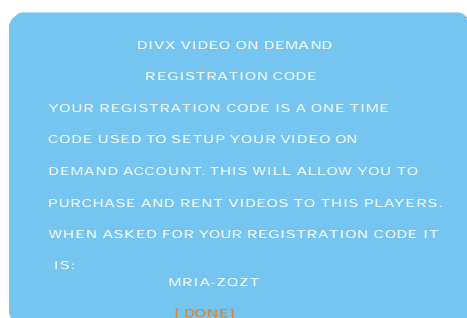 DIVX VIDEO ON DEMAND
REGISTRATION CODE
YOUR REGISTRATION CODE IS A ONE TIME
CODE USED TO SETUP YOUR VIDEO ON
DEMAND ACCOUNT. THIS WILL ALLOW YOU TO
PURCHASE AND RENT VIDEOS TO THIS PLAYERS.
WHEN ASKED FOR YOUR REGISTRATION CODE IT
IS:
MRIA-ZQZT
[ DONE]